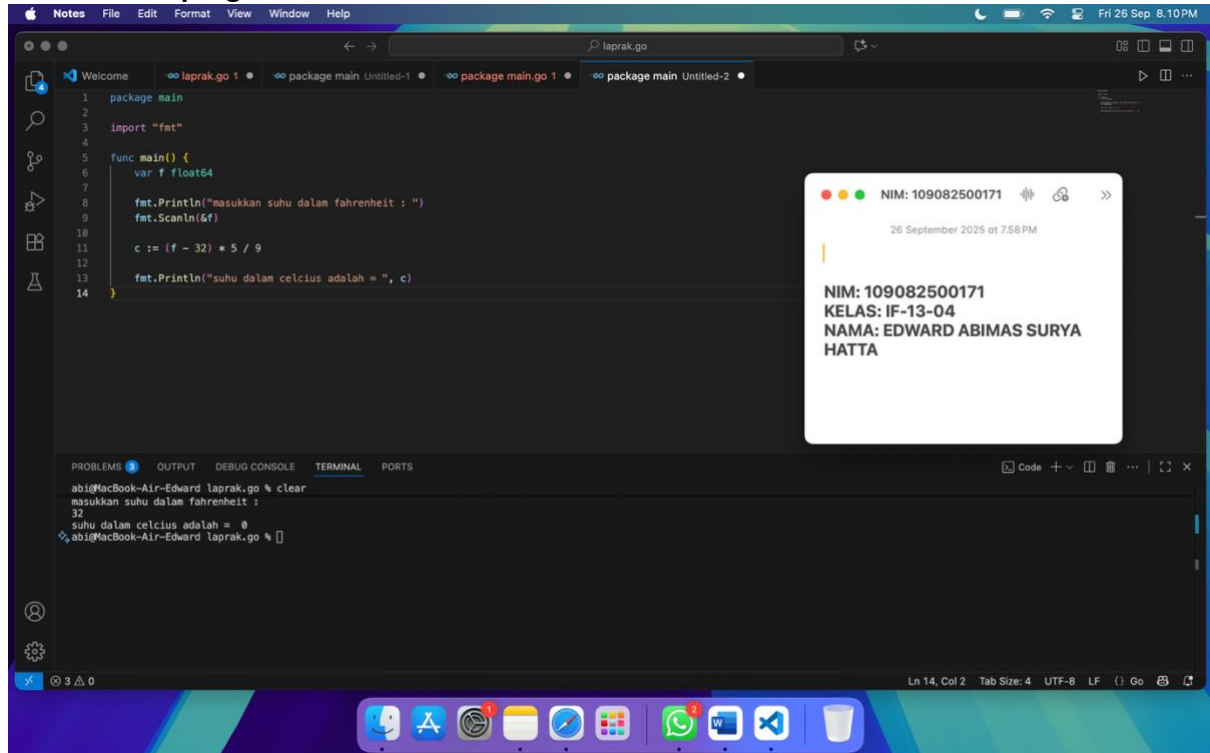 Notes File Edit Format View Window Help Fri 26 Sep 8.10 PM
laprak.go
Welcome laprak.go 1 package main Untitled-1 package main.go 1 package main Untitled-2
1 package main
2
3 import "fmt"
4
5 func main() {
6 var f float64
7
8 fmt.Println("masukkan suhu dalam fahrenheit : ")
9 fmt.Scanln(&f)
10
11 c := (f - 32) * 5 / 9
12
13 fmt.Println("suhu dalam celcius adalah = ", c)
14 }
NIM: 109082500171
26 September 2025 at 7.58 PM
NIM: 109082500171
KELAS: IF-13-04
NAMA: EDWARD ABIMAS SURYA
HATTA
PROBLEMS 3 OUTPUT DEBUG CONSOLE TERMINAL PORTS Code
abi@MacBook-Air-Edward laprak.go % clear
masukkan suhu dalam fahrenheit :
32
suhu dalam celcius adalah = 0
abi@MacBook-Air-Edward laprak.go %
3 0 Ln 14, Col 2 Tab Size: 4 UTF-8 LF {} Go